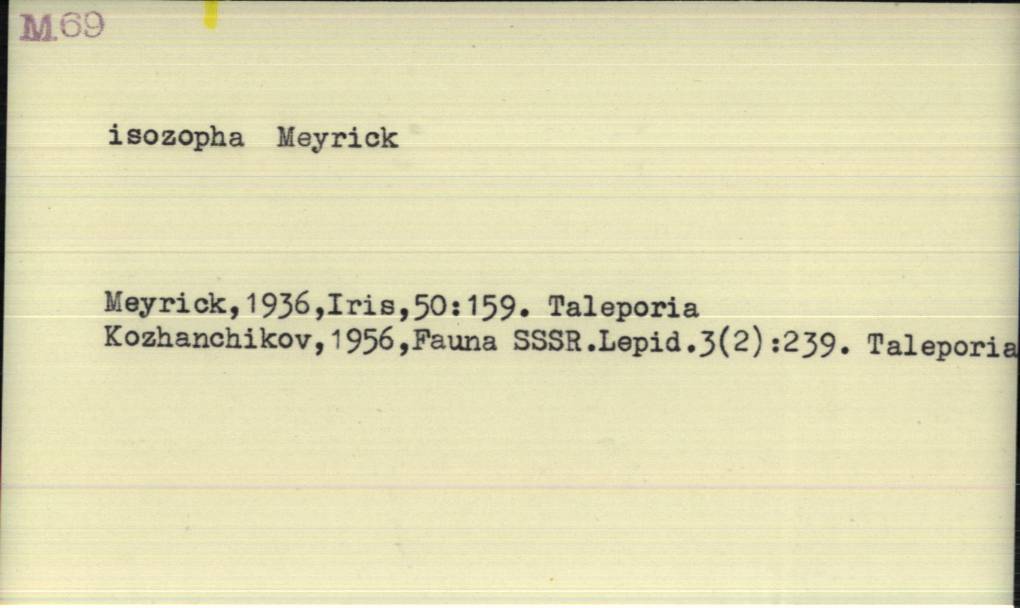 M.69
isozopha Meyrick
Meyrick,1936,Iris,50:159. Taleporia
Kozhanchikov,1956,Fauna SSSR.Lepid.3(2):239. Taleporia